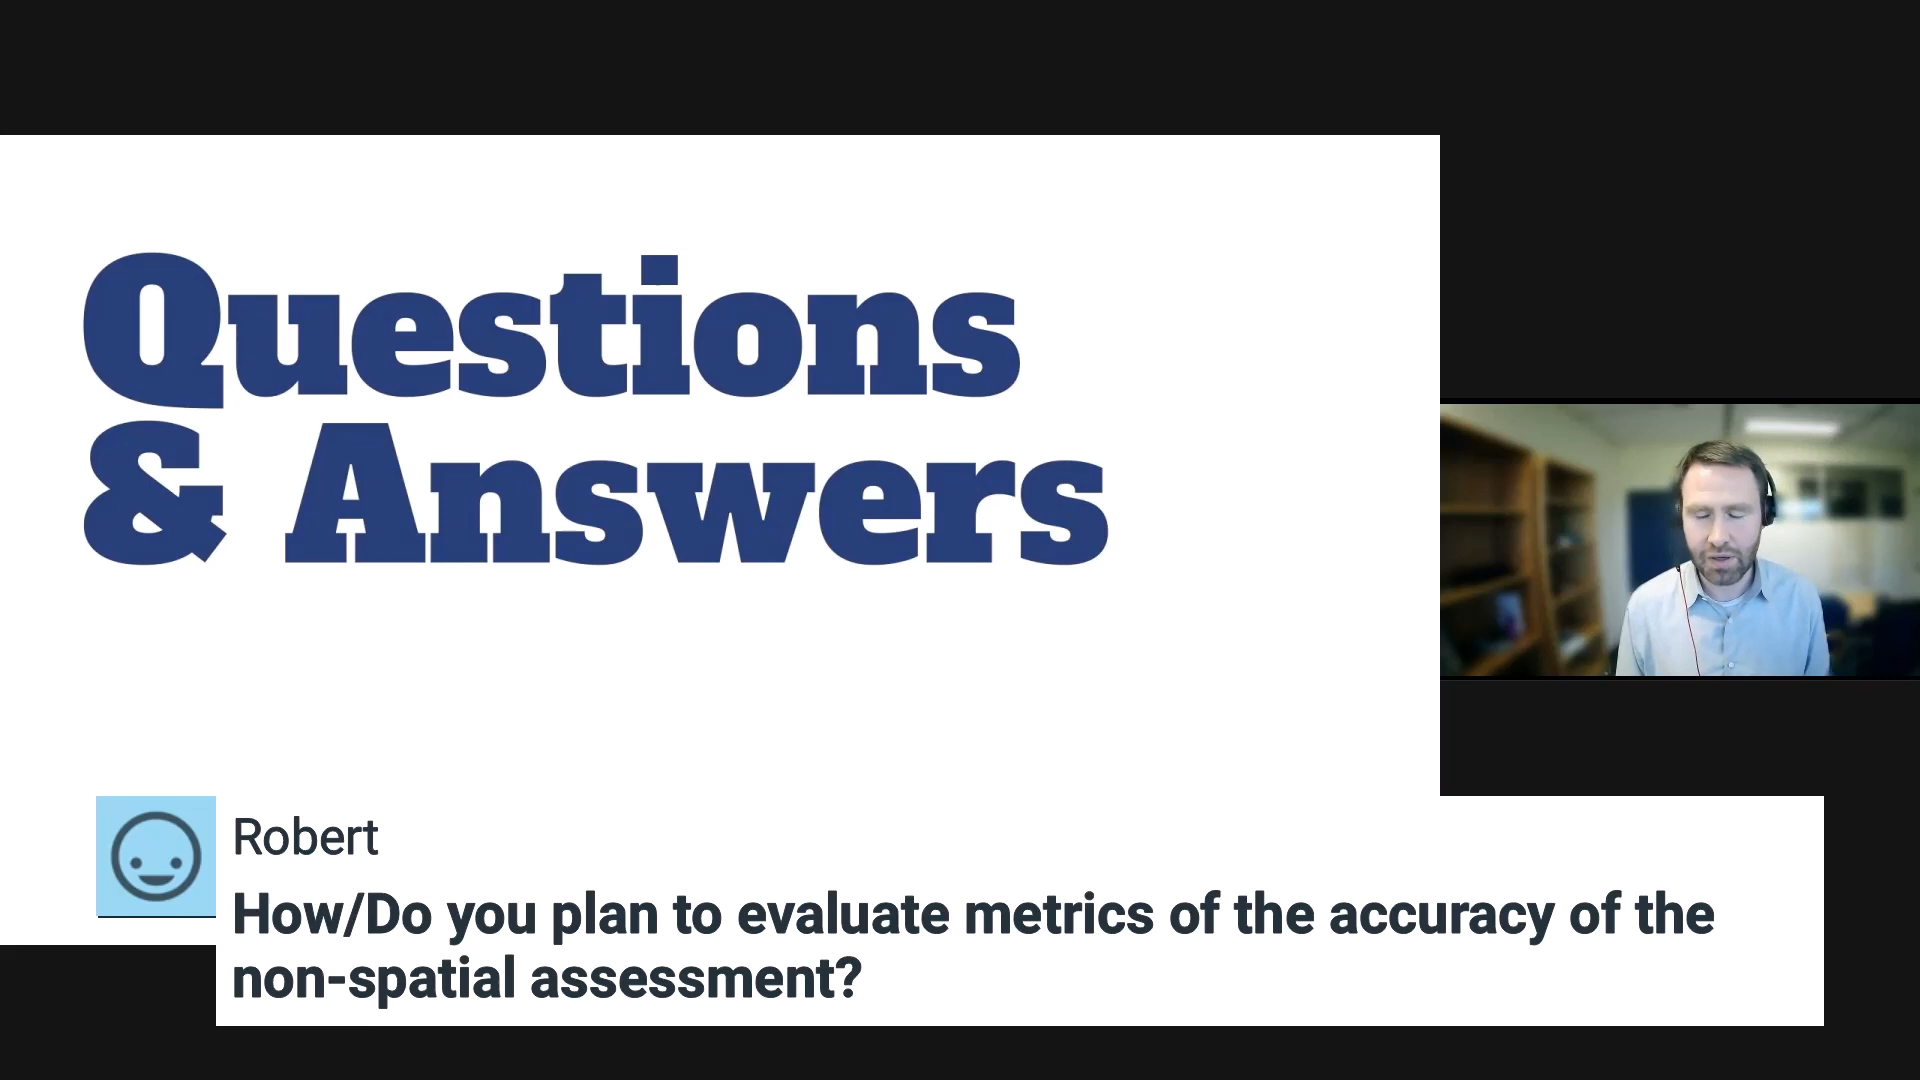 Questions
& Answers
Robert
How/Do you plan to evaluate metrics of the accuracy of the
non-spatial assessment?